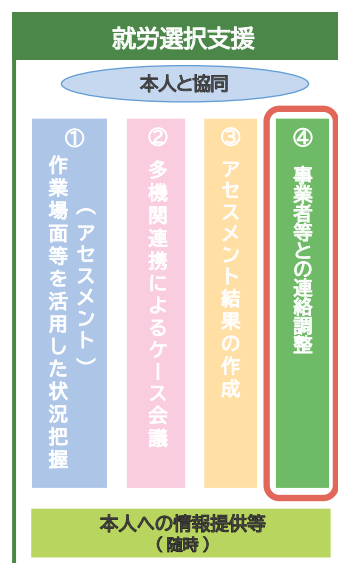 就労選択支援
本人と協同
①
作業場面等を活用した状況把握
（アセスメント）
②
多機関連携によるケース会議
③
アセスメント結果の作成
④
事業者等との連絡調整
本人への情報提供等
（随時）